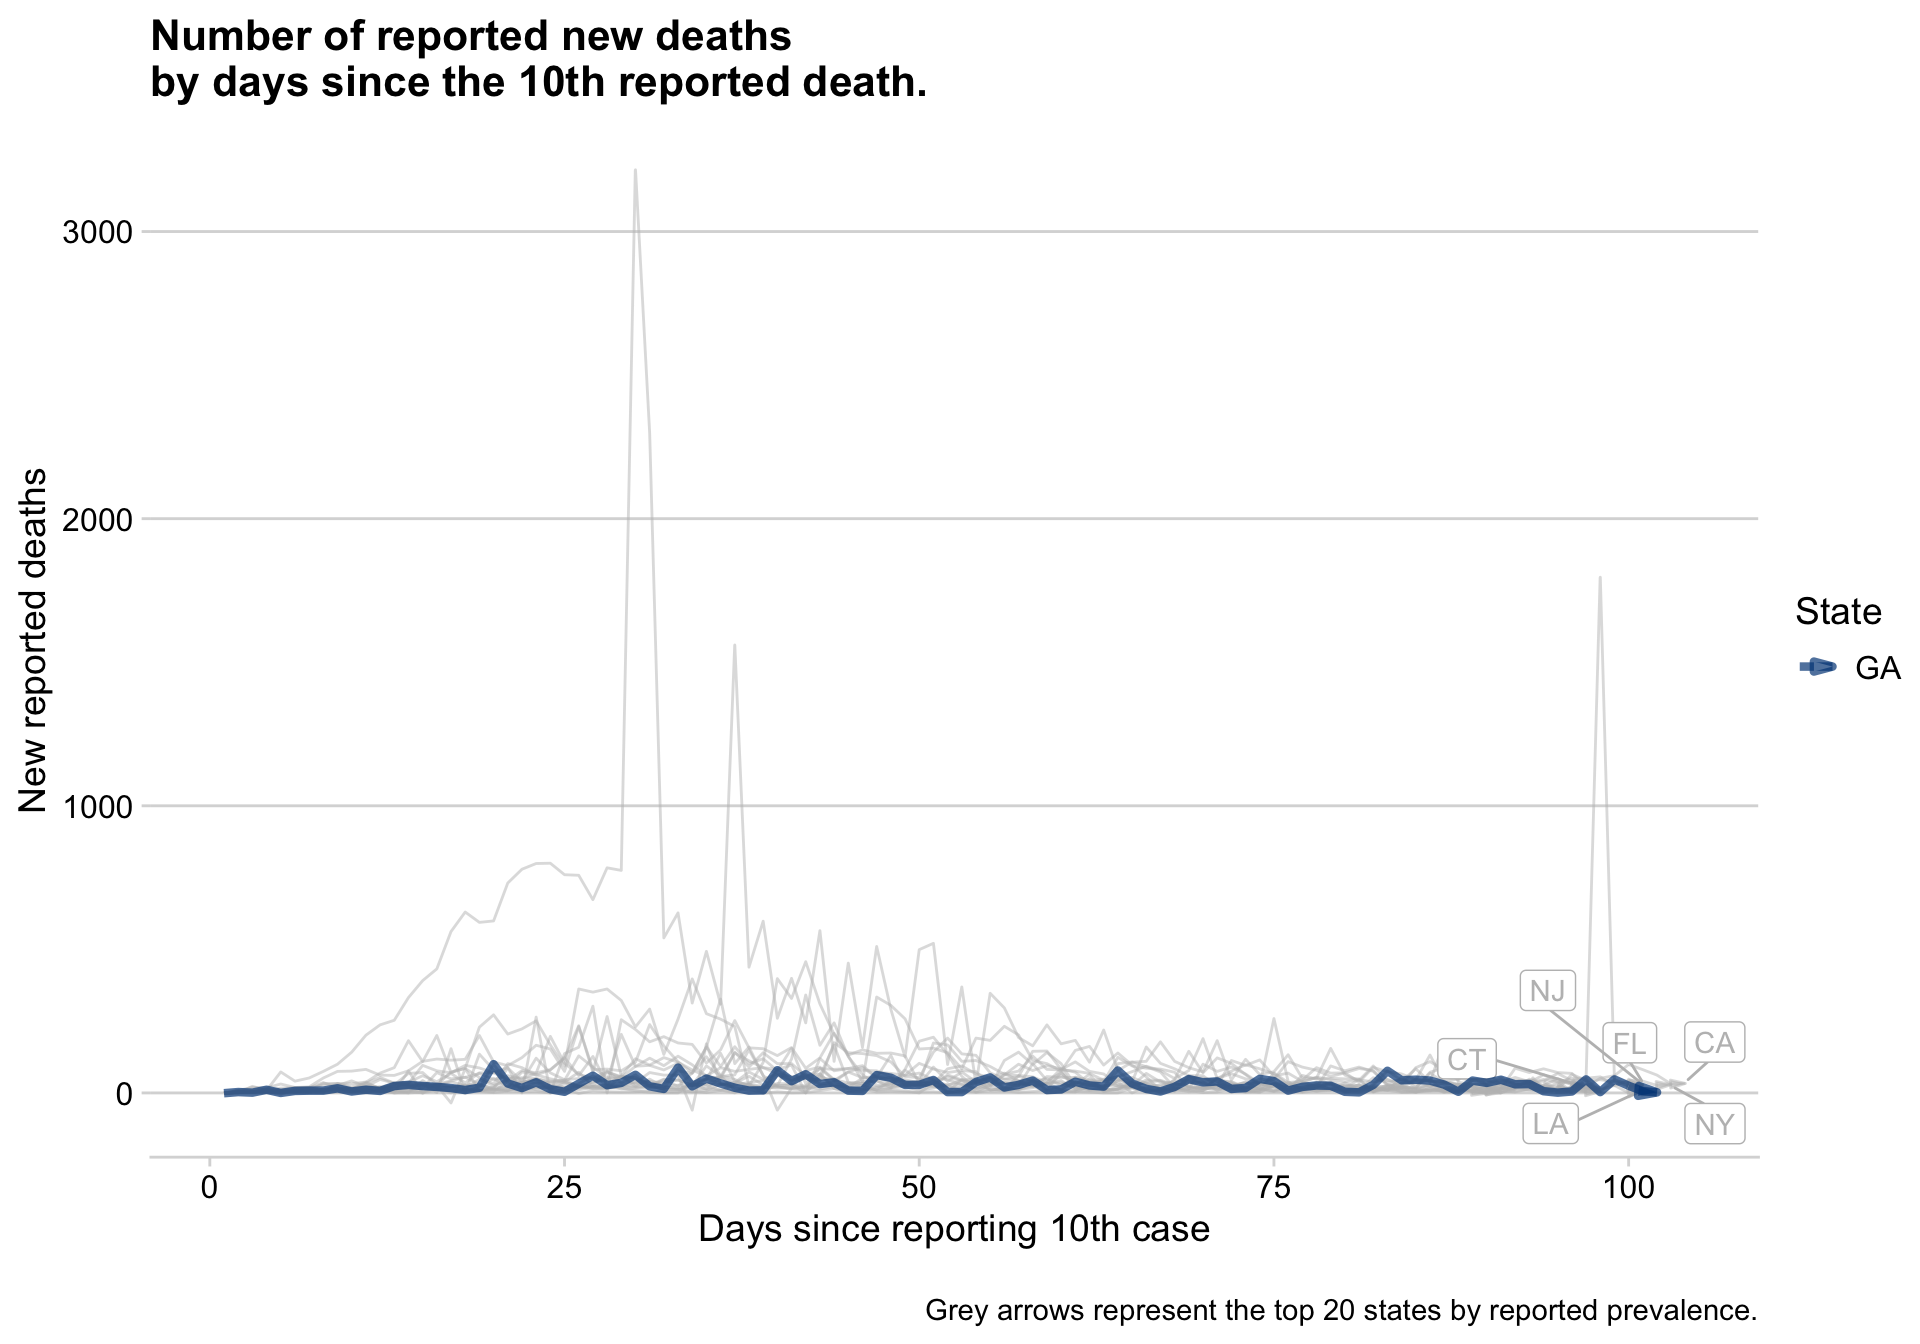 Number of reported new deaths
by days since the 10th reported death.
New reported deaths
3000
2000
1000
0
NJ
FL
CA
CT
LA
NY
State
GA
0
25
50
75
100
Days since reporting 10th case
Grey arrows represent the top 20 states by reported prevalence.